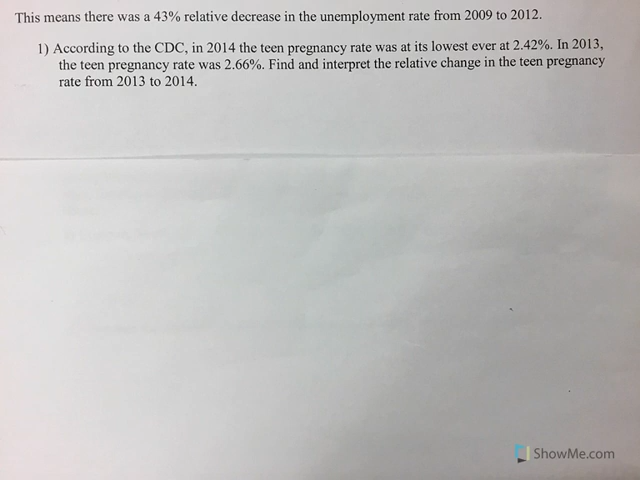 This means there was a 43% relative decrease in the unemployment rate from 2009 to 2012.
1) According to the CDC, in 2014 the teen pregnancy rate was at its lowest ever at 2.42%. In 2013,
the teen pregnancy rate was 2.66%. Find and interpret the relative change in the teen pregnancy
rate from 2013 to 2014.
ShowMe.com